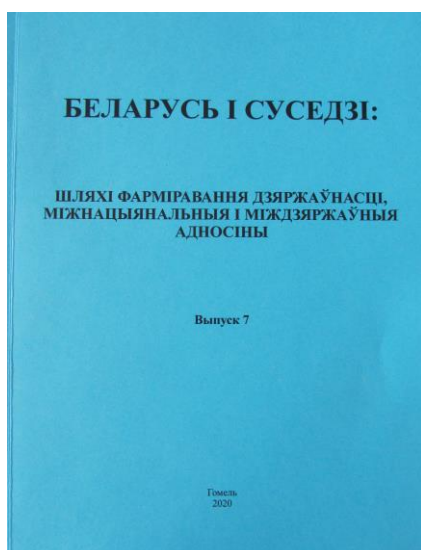 БЕЛАРУСЬ І СУСЕДЗІ:
ШЛЯХІ ФАРМІРАВАННЯ ДЗЯРЖАЎНАСЦІ,
МІЖНАЦЫЯНАЛЬНЫЯ І МІЖДЗЯРЖАЎНЫЯ
АДНОСІНЫ
Выпуск 7
Гомель
2020